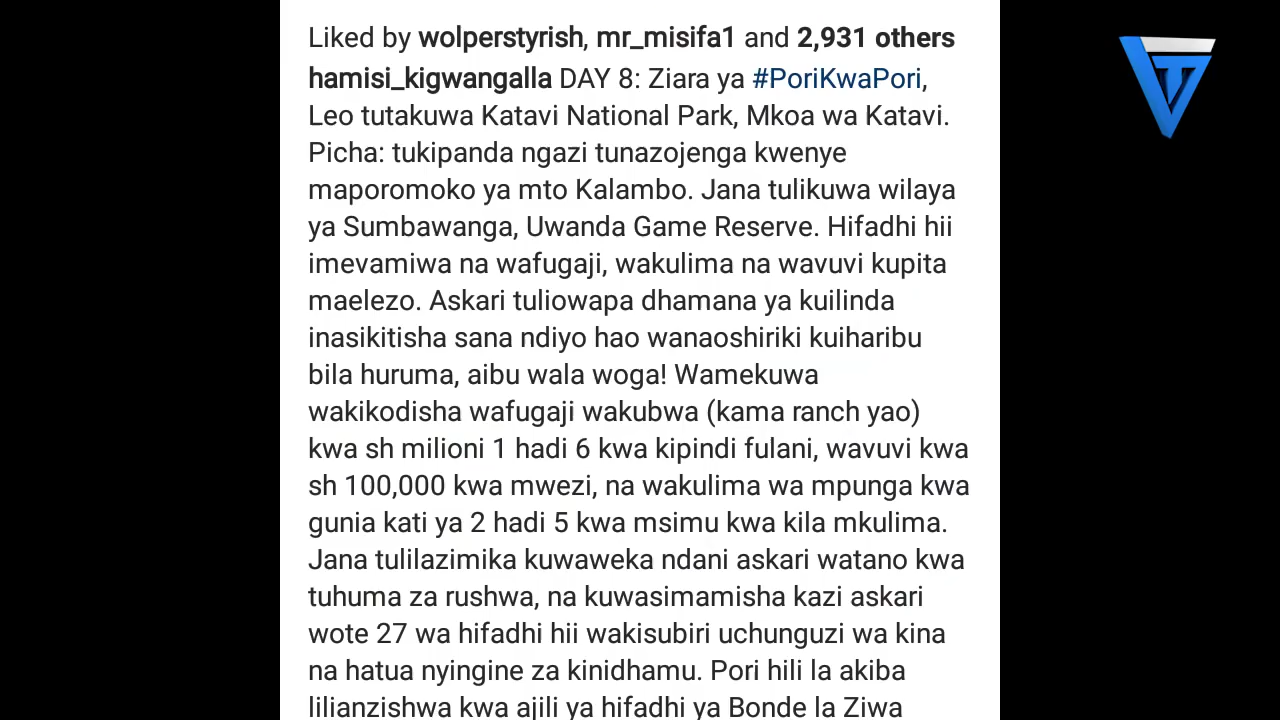 Liked by wolperstyrish, mr_misifa1 and 2,931 others
hamisi_kigwangalla DAY 8: Ziara ya #PoriKwaPori,
Leo tutakuwa Katavi National Park, Mkoa wa Katavi.
Picha: tukipanda ngazi tunazojenga kwenye
maporomoko ya mto Kalambo. Jana tulikuwa wilaya
ya Sumbawanga, Uwanda Game Reserve. Hifadhi hii
imevamiwa na wafugaji, wakulima na wavuvi kupita
maelezo. Askari tuliowapa dhamana ya kuilinda
inasikitisha sana ndiyo hao wanaoshiriki kuiharibu
bila huruma, aibu wala woga! Wamekuwa
wakikodisha wafugaji wakubwa (kama ranch yao)
kwa sh milioni 1 hadi 6 kwa kipindi fulani, wavuvi kwa
sh 100,000 kwa mwezi, na wakulima wa mpunga kwa
gunia kati ya 2 hadi 5 kwa msimu kwa kila mkulima.
Jana tulilazimika kuwaweka ndani askari watano kwa
tuhuma za rushwa, na kuwasimamisha kazi askari
wote 27 wa hifadhi hii wakisubiri uchunguzi wa kina
na hatua nyingine za kinidhamu. Pori hili la akiba
lilianzishwa kwa ajili ya hifadhi ya Bonde la Ziwa